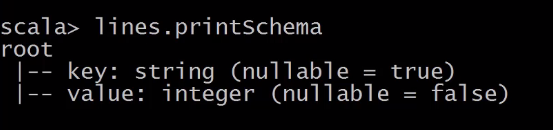 scala> lines.printSchema
root
 |-- key: string (nullable = true)
 |-- value: integer (nullable = false)